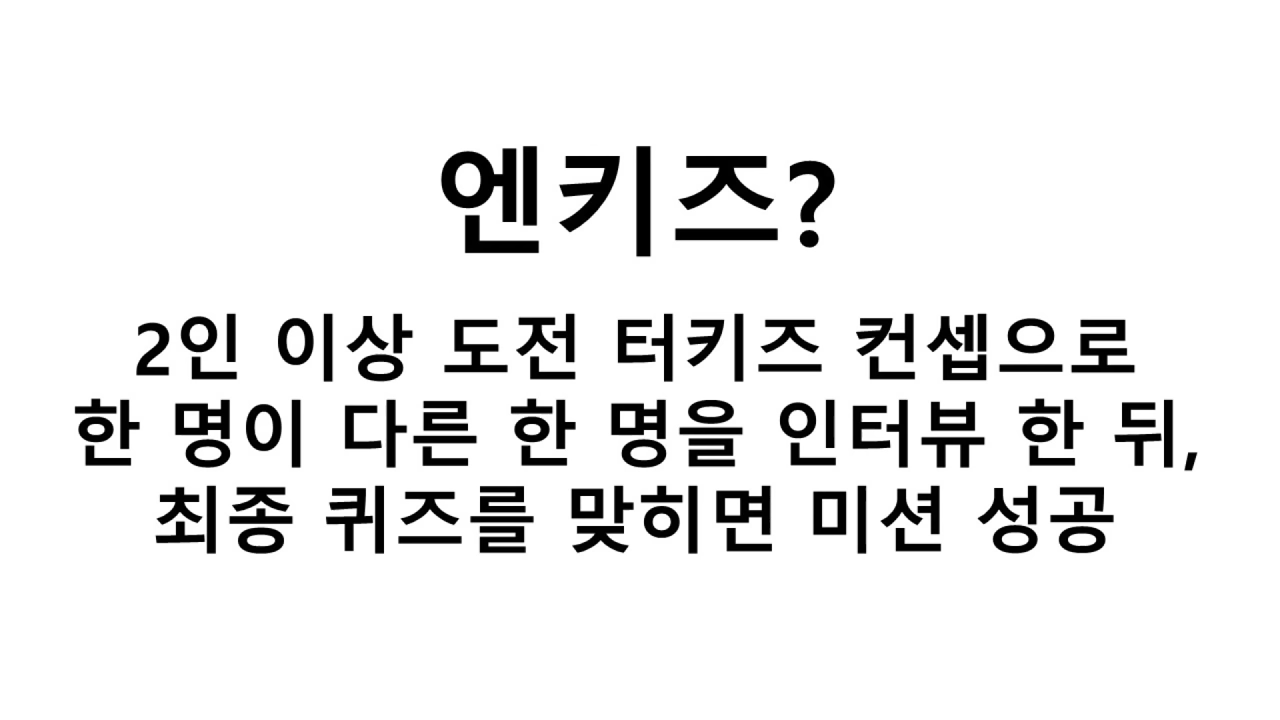 엔키즈?
2인 이상 도전 터키즈 컨셉으로
한 명이 다른 한 명을 인터뷰 한 뒤,
최종 퀴즈를 맞히면 미션 성공